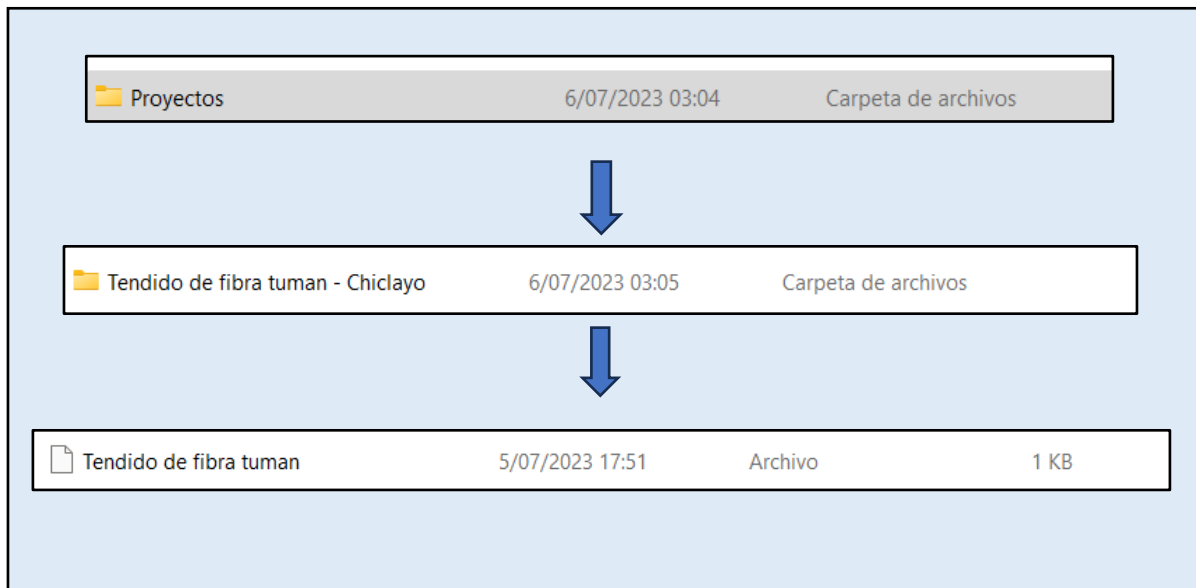 Proyectos 6/07/2023 03:04 Carpeta de archivos
Tendido de fibra tuman - Chiclayo 6/07/2023 03:05 Carpeta de archivos
Tendido de fibra tuman 5/07/2023 17:51 Archivo 1 KB